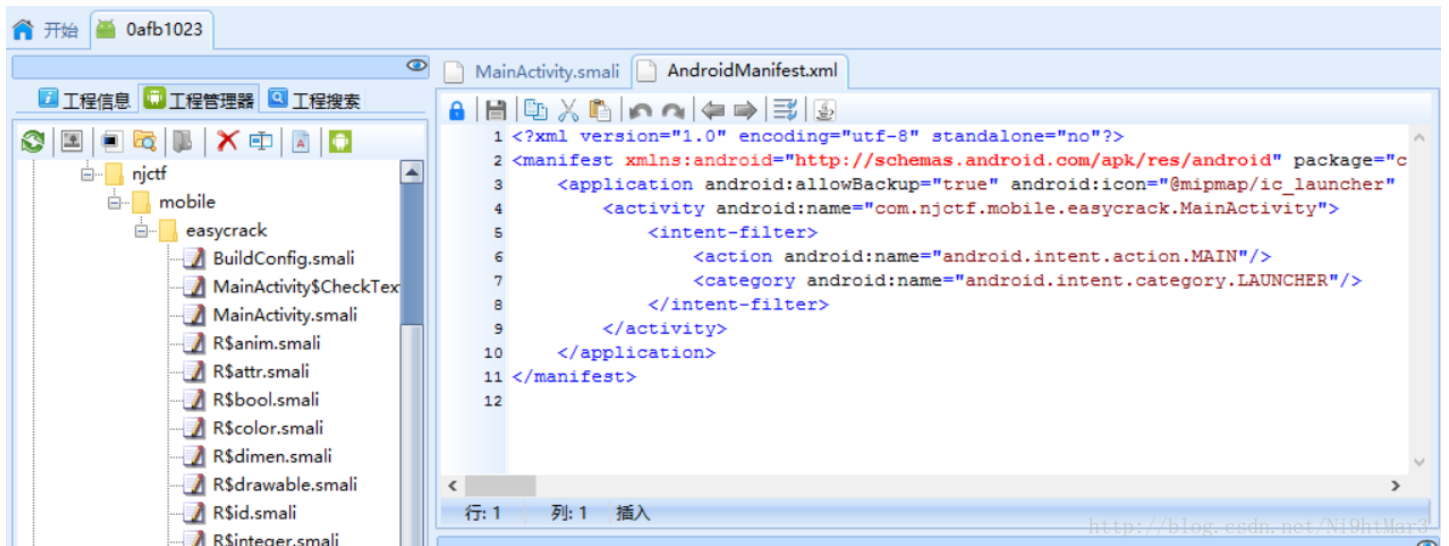 开始
0afb1023
工程信息
工程管理器
工程搜索
njctf
mobile
easycrack
BuildConfig.smali
MainActivity$CheckTex
MainActivity.smali
R$anim.smali
R$attr.smali
R$bool.smali
R$color.smali
R$dimen.smali
R$drawable.smali
R$id.smali
R$integer.smali
MainActivity.smali
AndroidManifest.xml
1 <?xml version="1.0" encoding="utf-8" standalone="no"?>
2 <manifest xmlns:android="http://schemas.android.com/apk/res/android" package="c
3 <application android:allowBackup="true" android:icon="@mipmap/ic_launcher"
4 <activity android:name="com.njctf.mobile.easycrack.MainActivity">
5 <intent-filter>
6 <action android:name="android.intent.action.MAIN"/>
7 <category android:name="android.intent.category.LAUNCHER"/>
8 </intent-filter>
9 </activity>
10 </application>
11 </manifest>
12
行: 1 列: 1 插入
http://blog.csdn.net/Ni9htMar3